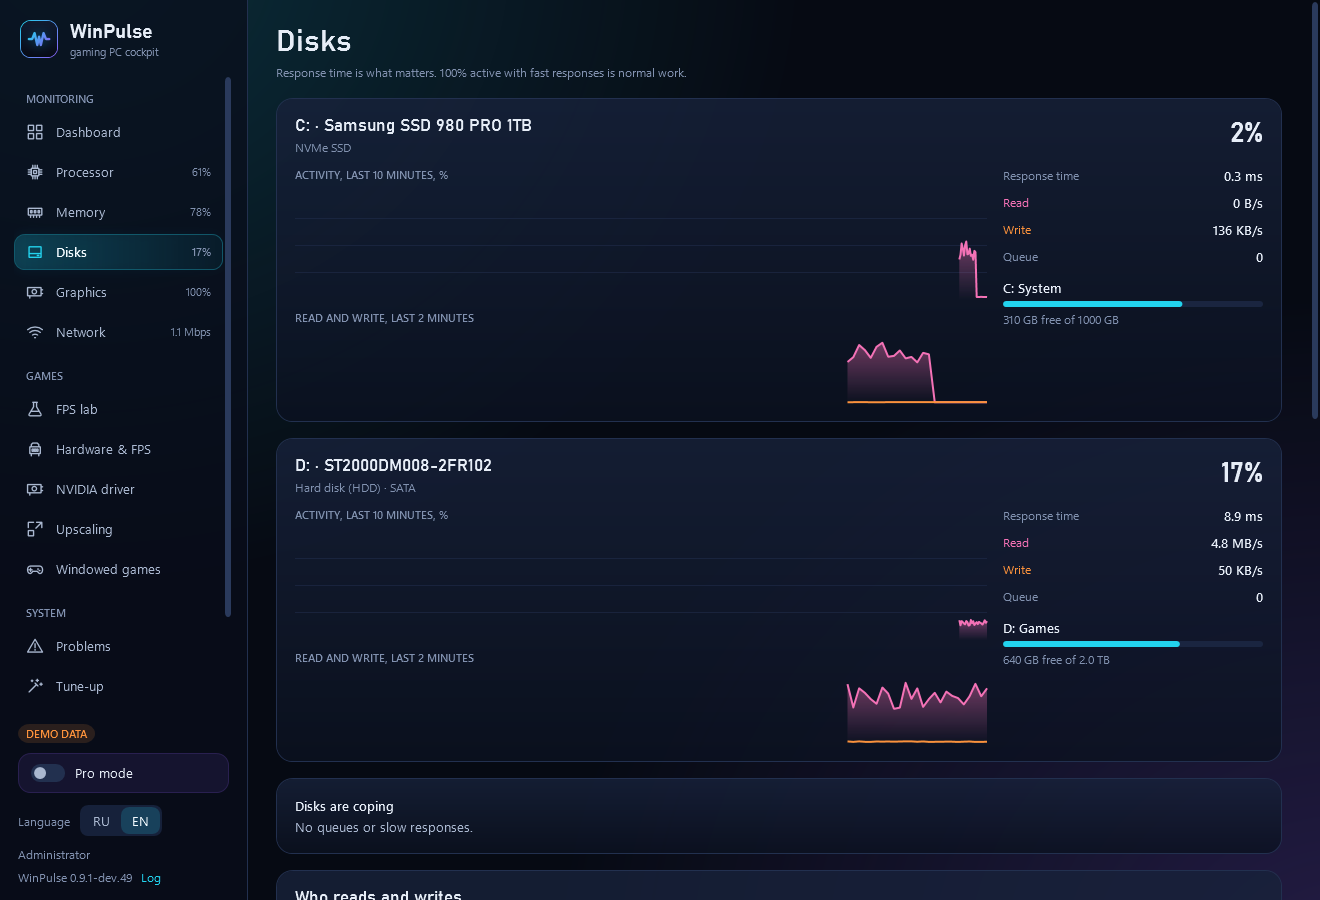 WinPulse
gaming PC cockpit
MONITORING
Dashboard
Processor 61%
Memory 78%
Disks 17%
Graphics 100%
Network 1.1 Mbps
GAMES
FPS lab
Hardware & FPS
NVIDIA driver
Upscaling
Windowed games
SYSTEM
Problems
Tune-up
DEMO DATA
Pro mode
Language RU EN
Administrator
WinPulse 0.9.1-dev.49 Log
Disks
Response time is what matters. 100% active with fast responses is normal work.
C: · Samsung SSD 980 PRO 1TB
2%
NVMe SSD
ACTIVITY, LAST 10 MINUTES, %
Response time 0.3 ms
Read 0 B/s
Write 136 KB/s
Queue 0
C: System
310 GB free of 1000 GB
READ AND WRITE, LAST 2 MINUTES
D: · ST2000DM008-2FR102
17%
Hard disk (HDD) · SATA
ACTIVITY, LAST 10 MINUTES, %
Response time 8.9 ms
Read 4.8 MB/s
Write 50 KB/s
Queue 0
D: Games
640 GB free of 2.0 TB
READ AND WRITE, LAST 2 MINUTES
Disks are coping
No queues or slow responses.
Who reads and writes